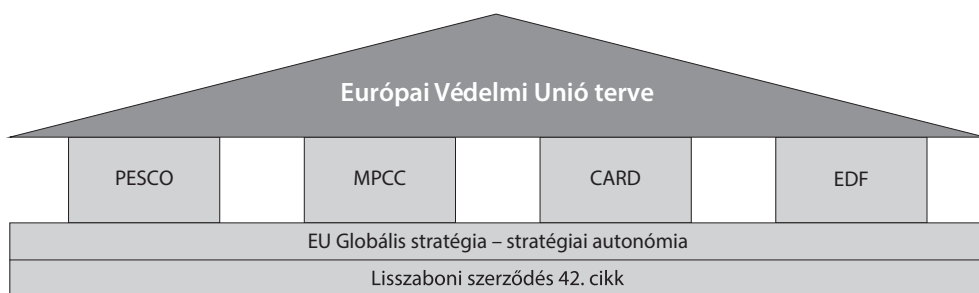 Európai Védelmi Unió terve
PESCO MPCC CARD EDF
EU Globális stratégia – stratégiai autonómia
Lisszaboni szerződés 42. cikk